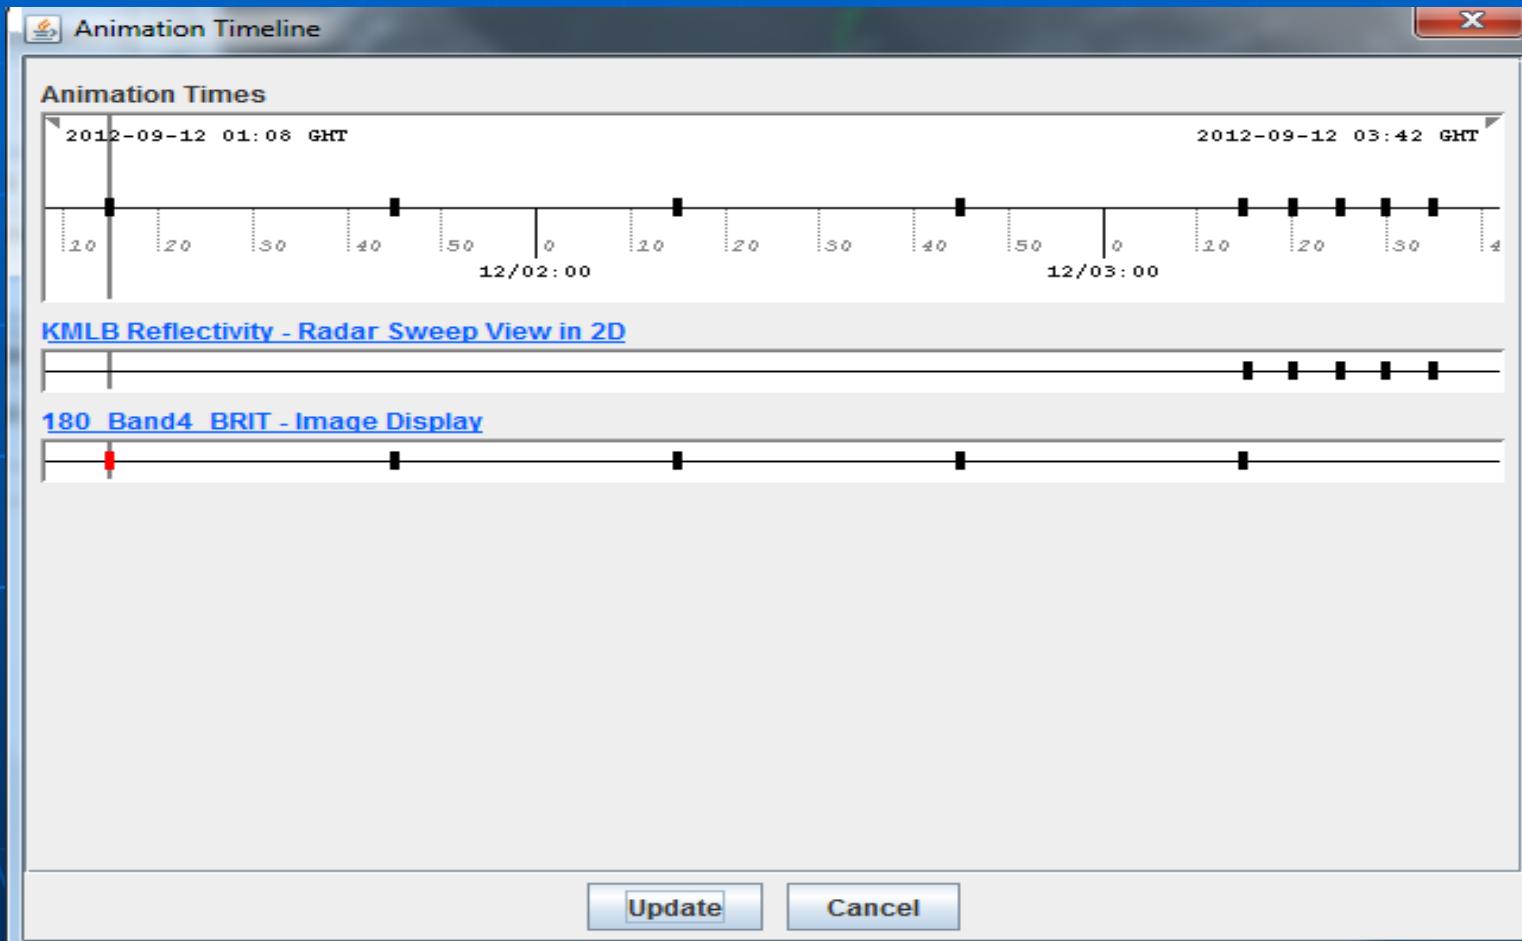 Animation Timeline
Animation Times
2012-09-12 01:08 GMT 2012-09-12 03:42 GMT
10 20 30 40 50 0 10 20 30 40 50 0 10 20 30 4
12/02:00 12/03:00
KMLB Reflectivity - Radar Sweep View in 2D
180_Band4_BRIT - Image Display
Update Cancel